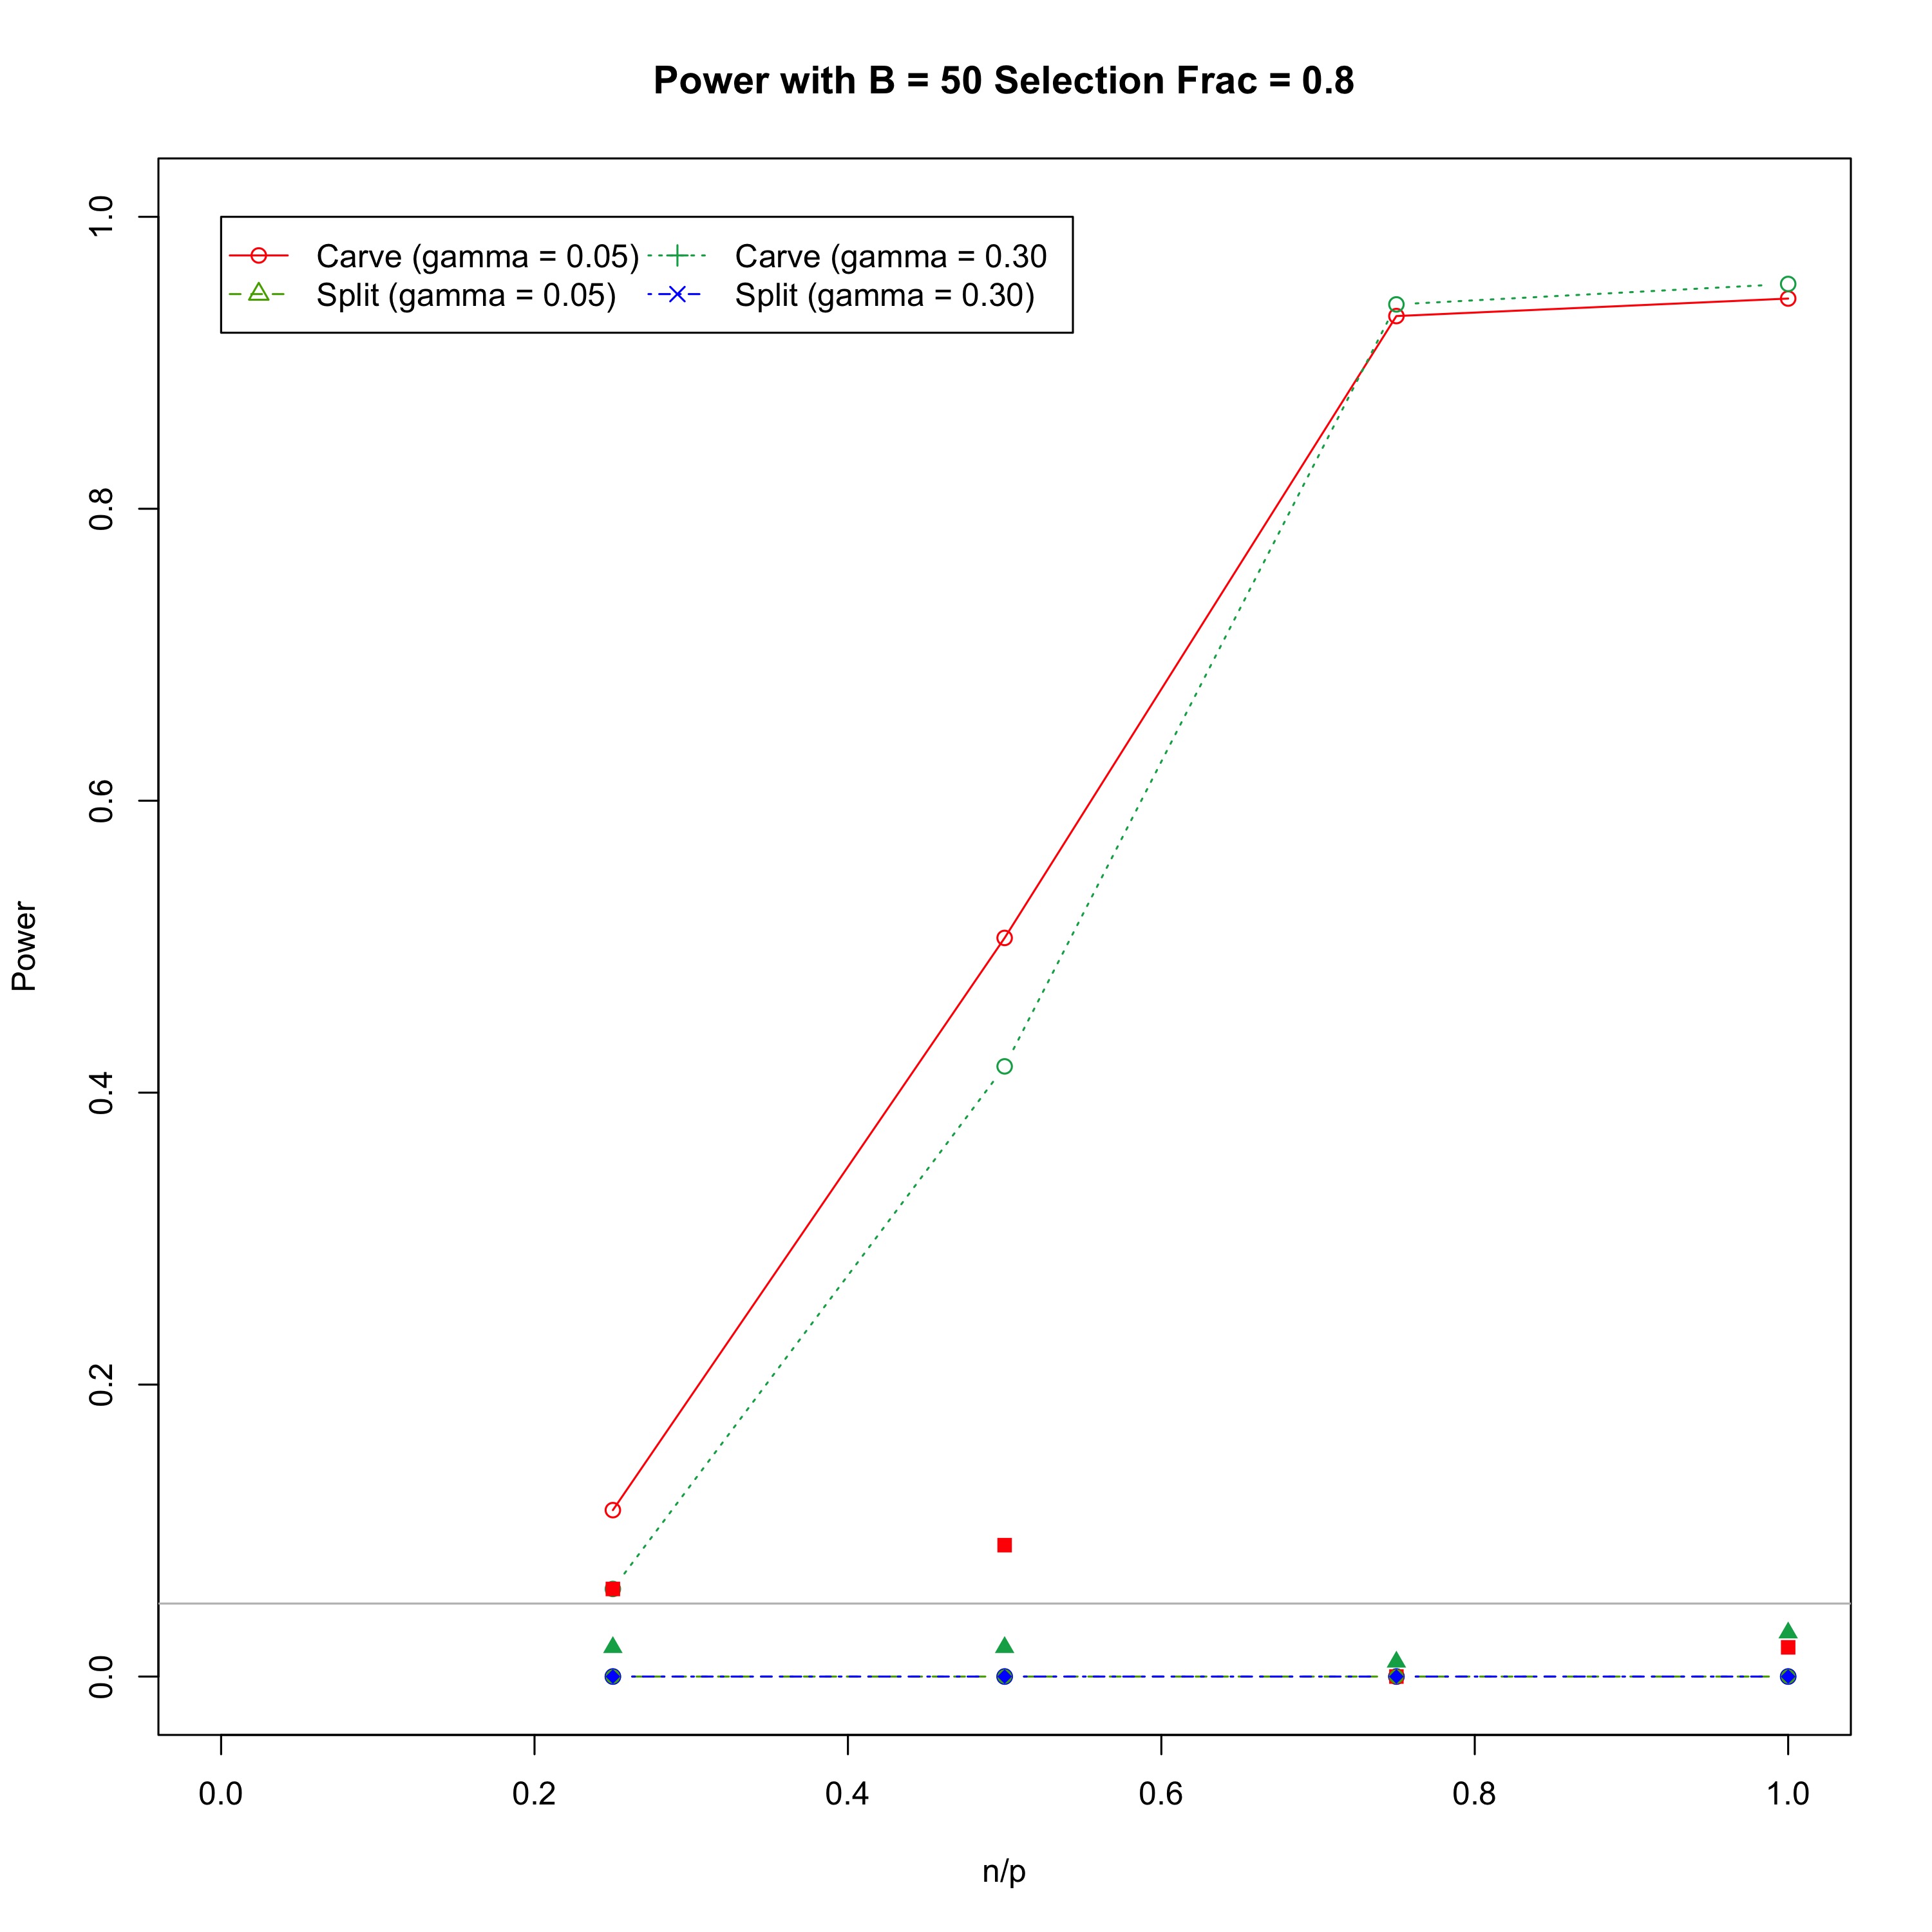 Power with B = 50 Selection Frac = 0.8
1.0
0.8
0.6
0.4
0.2
0.0
Power
Carve (gamma = 0.05)
Split (gamma = 0.05)
Carve (gamma = 0.30
Split (gamma = 0.30)
0.0 0.2 0.4 0.6 0.8 1.0
n/p